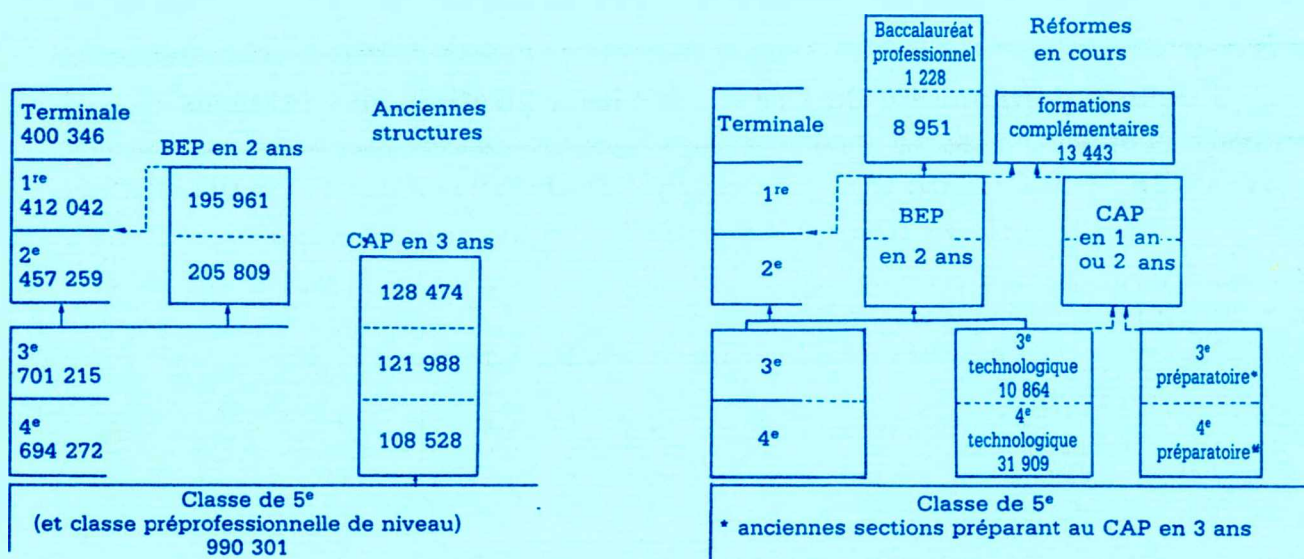 Anciennes
structures
Terminale
400 346
1re
412 042
2e
457 259
BEP en 2 ans
195 961
205 809
CAP en 3 ans
128 474
121 988
108 528
3e
701 215
4e
694 272
Classe de 5e
(et classe préprofessionnelle de niveau)
990 301
Réformes
en cours
Baccalauréat
professionnel
1 228
8 951
formations
complémentaires
13 443
Terminale
1re
2e
BEP
en 2 ans
CAP
en 1 an
ou 2 ans
3e
4e
3e
technologique
10 864
4e
technologique
31 909
3e
préparatoire*
4e
préparatoire*
Classe de 5e
* anciennes sections préparant au CAP en 3 ans